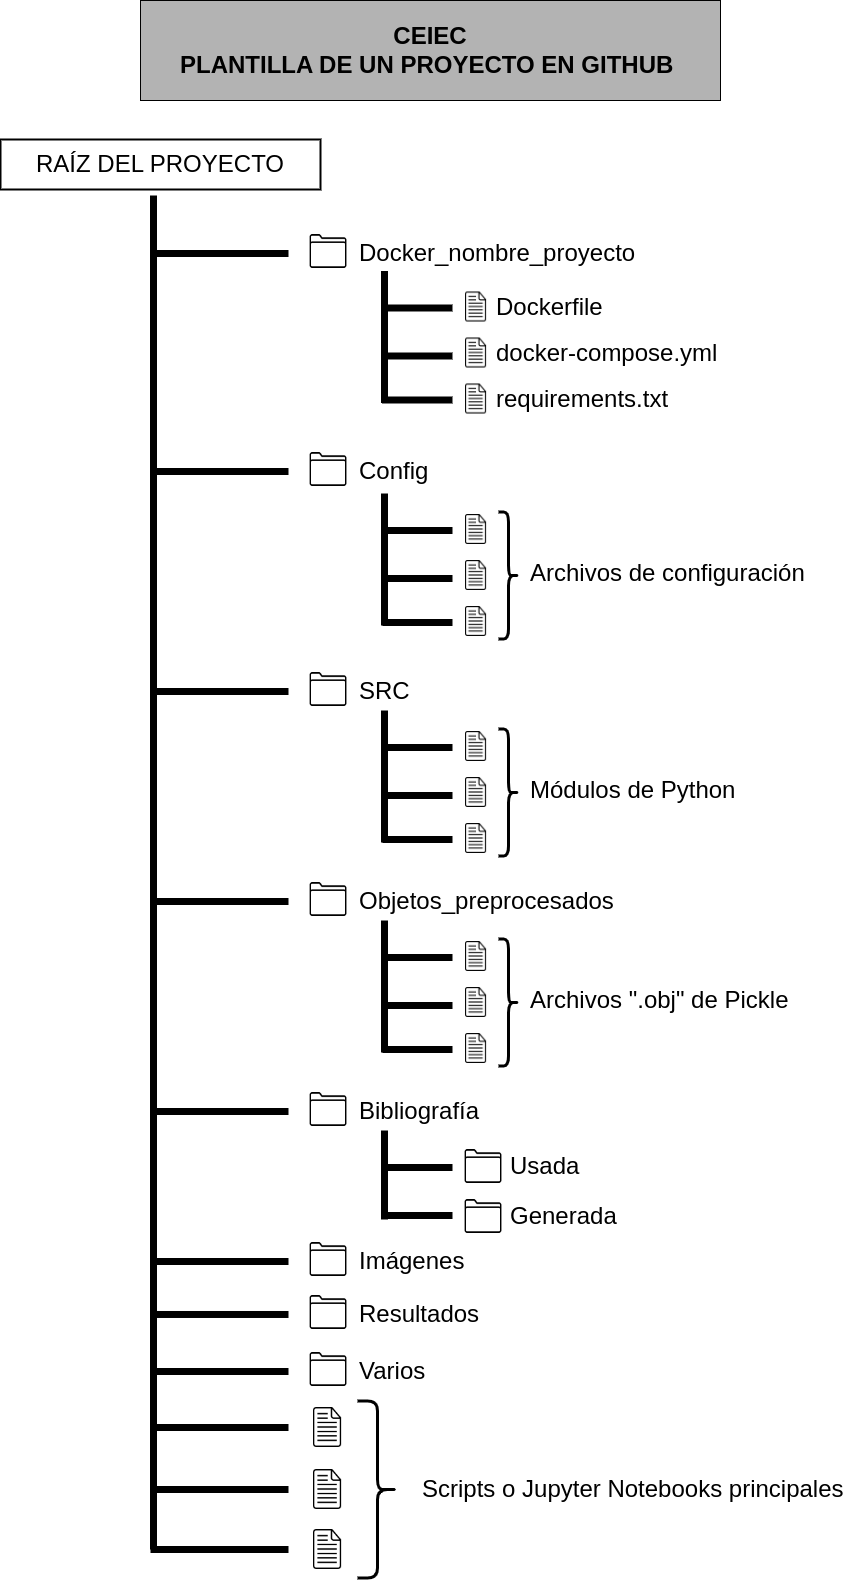 CEIEC
PLANTILLA DE UN PROYECTO EN GITHUB
RAÍZ DEL PROYECTO
Docker_nombre_proyecto
Dockerfile
docker-compose.yml
requirements.txt
Config
Archivos de configuración
SRC
Módulos de Python
Objetos_preprocesados
Archivos ".obj" de Pickle
Bibliografía
Usada
Generada
Imágenes
Resultados
Varios
Scripts o Jupyter Notebooks principales